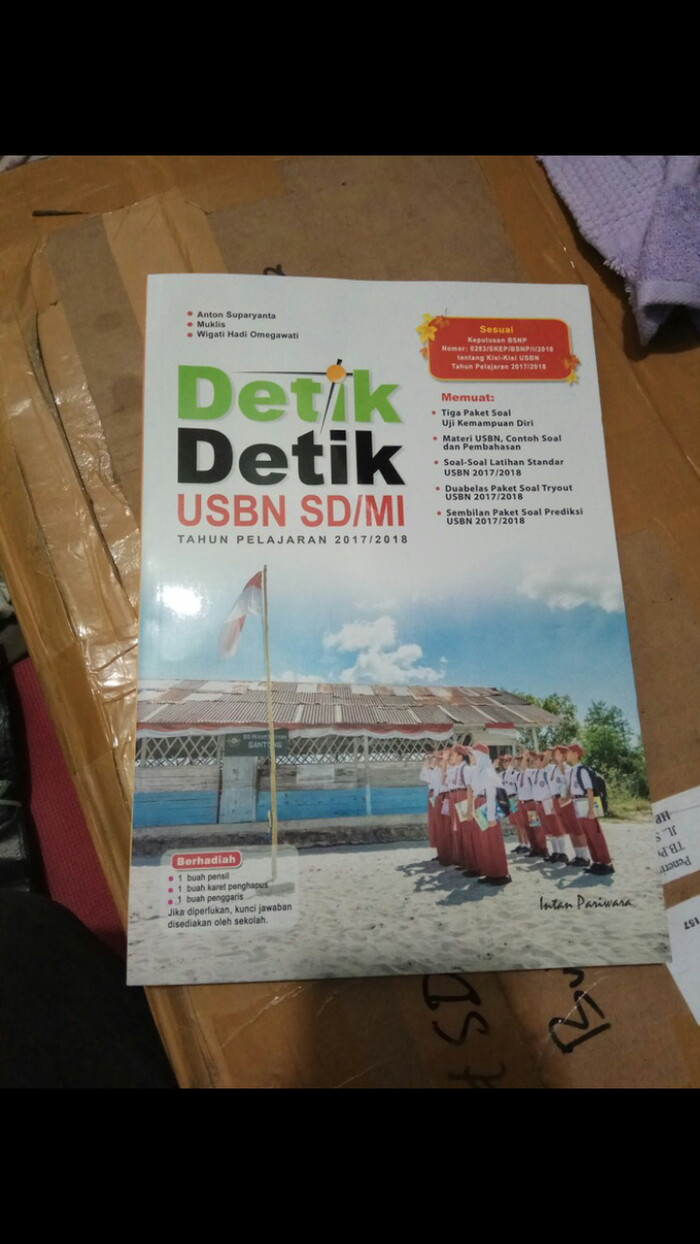 Anton Suparyanta
Muklis
Wigati Hadi Omegawati
Detik
Detik
USBN SD/MI
TAHUN PELAJARAN 2017/2018
Sesuai
Keputusan BSNP
Nomor: 0283/SKEP/BSNP/II/2018
tentang Kisi-Kisi USBN
Tahun Pelajaran 2017/2018
Memuat:
Tiga Paket Soal
Uji Kemampuan Diri
Materi USBN, Contoh Soal
dan Pembahasan
Soal-Soal Latihan Standar
USBN 2017/2018
Duabelas Paket Soal Tryout
USBN 2017/2018
Sembilan Paket Soal Prediksi
USBN 2017/2018
Berhadiah
1 buah pensil
1 buah karet penghapus
1 buah penggaris
Jika diperlukan, kunci jawaban
disediakan oleh sekolah.
Intan Pariwara
157